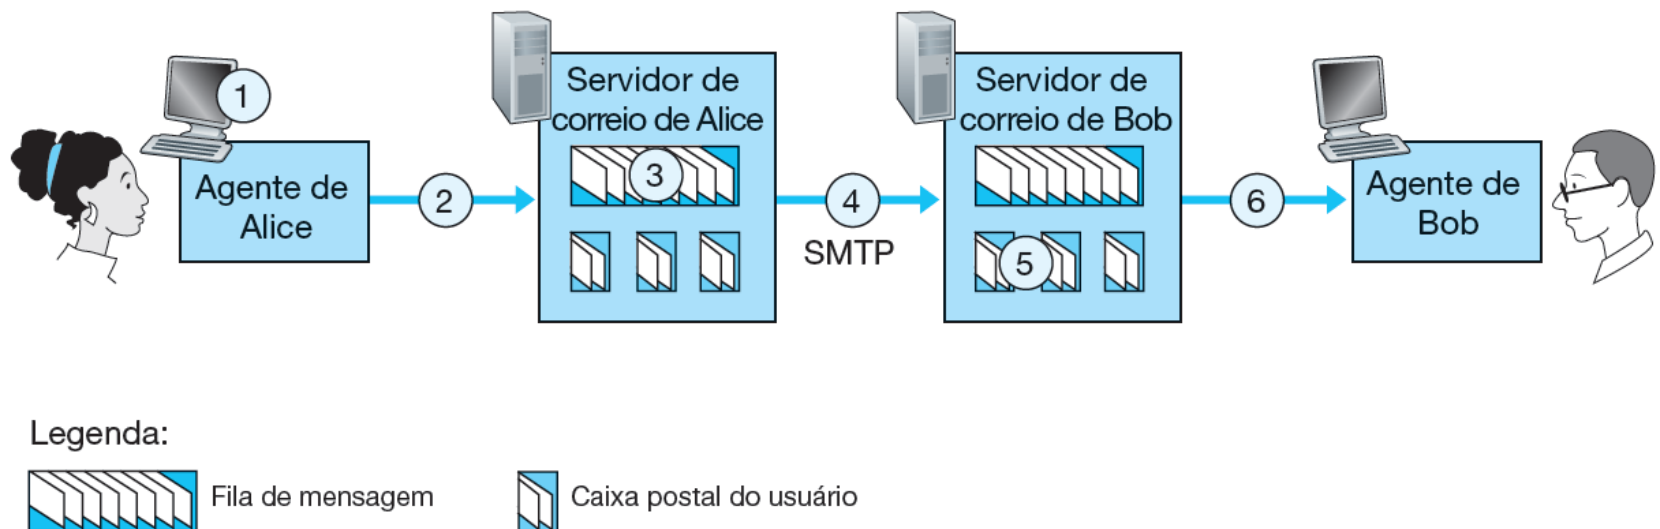 1
Agente de
Alice
2
Servidor de
correio de Alice
3
4
SMTP
Servidor de
correio de Bob
5
6
Agente de
Bob
Legenda:
Fila de mensagem
Caixa postal do usuário